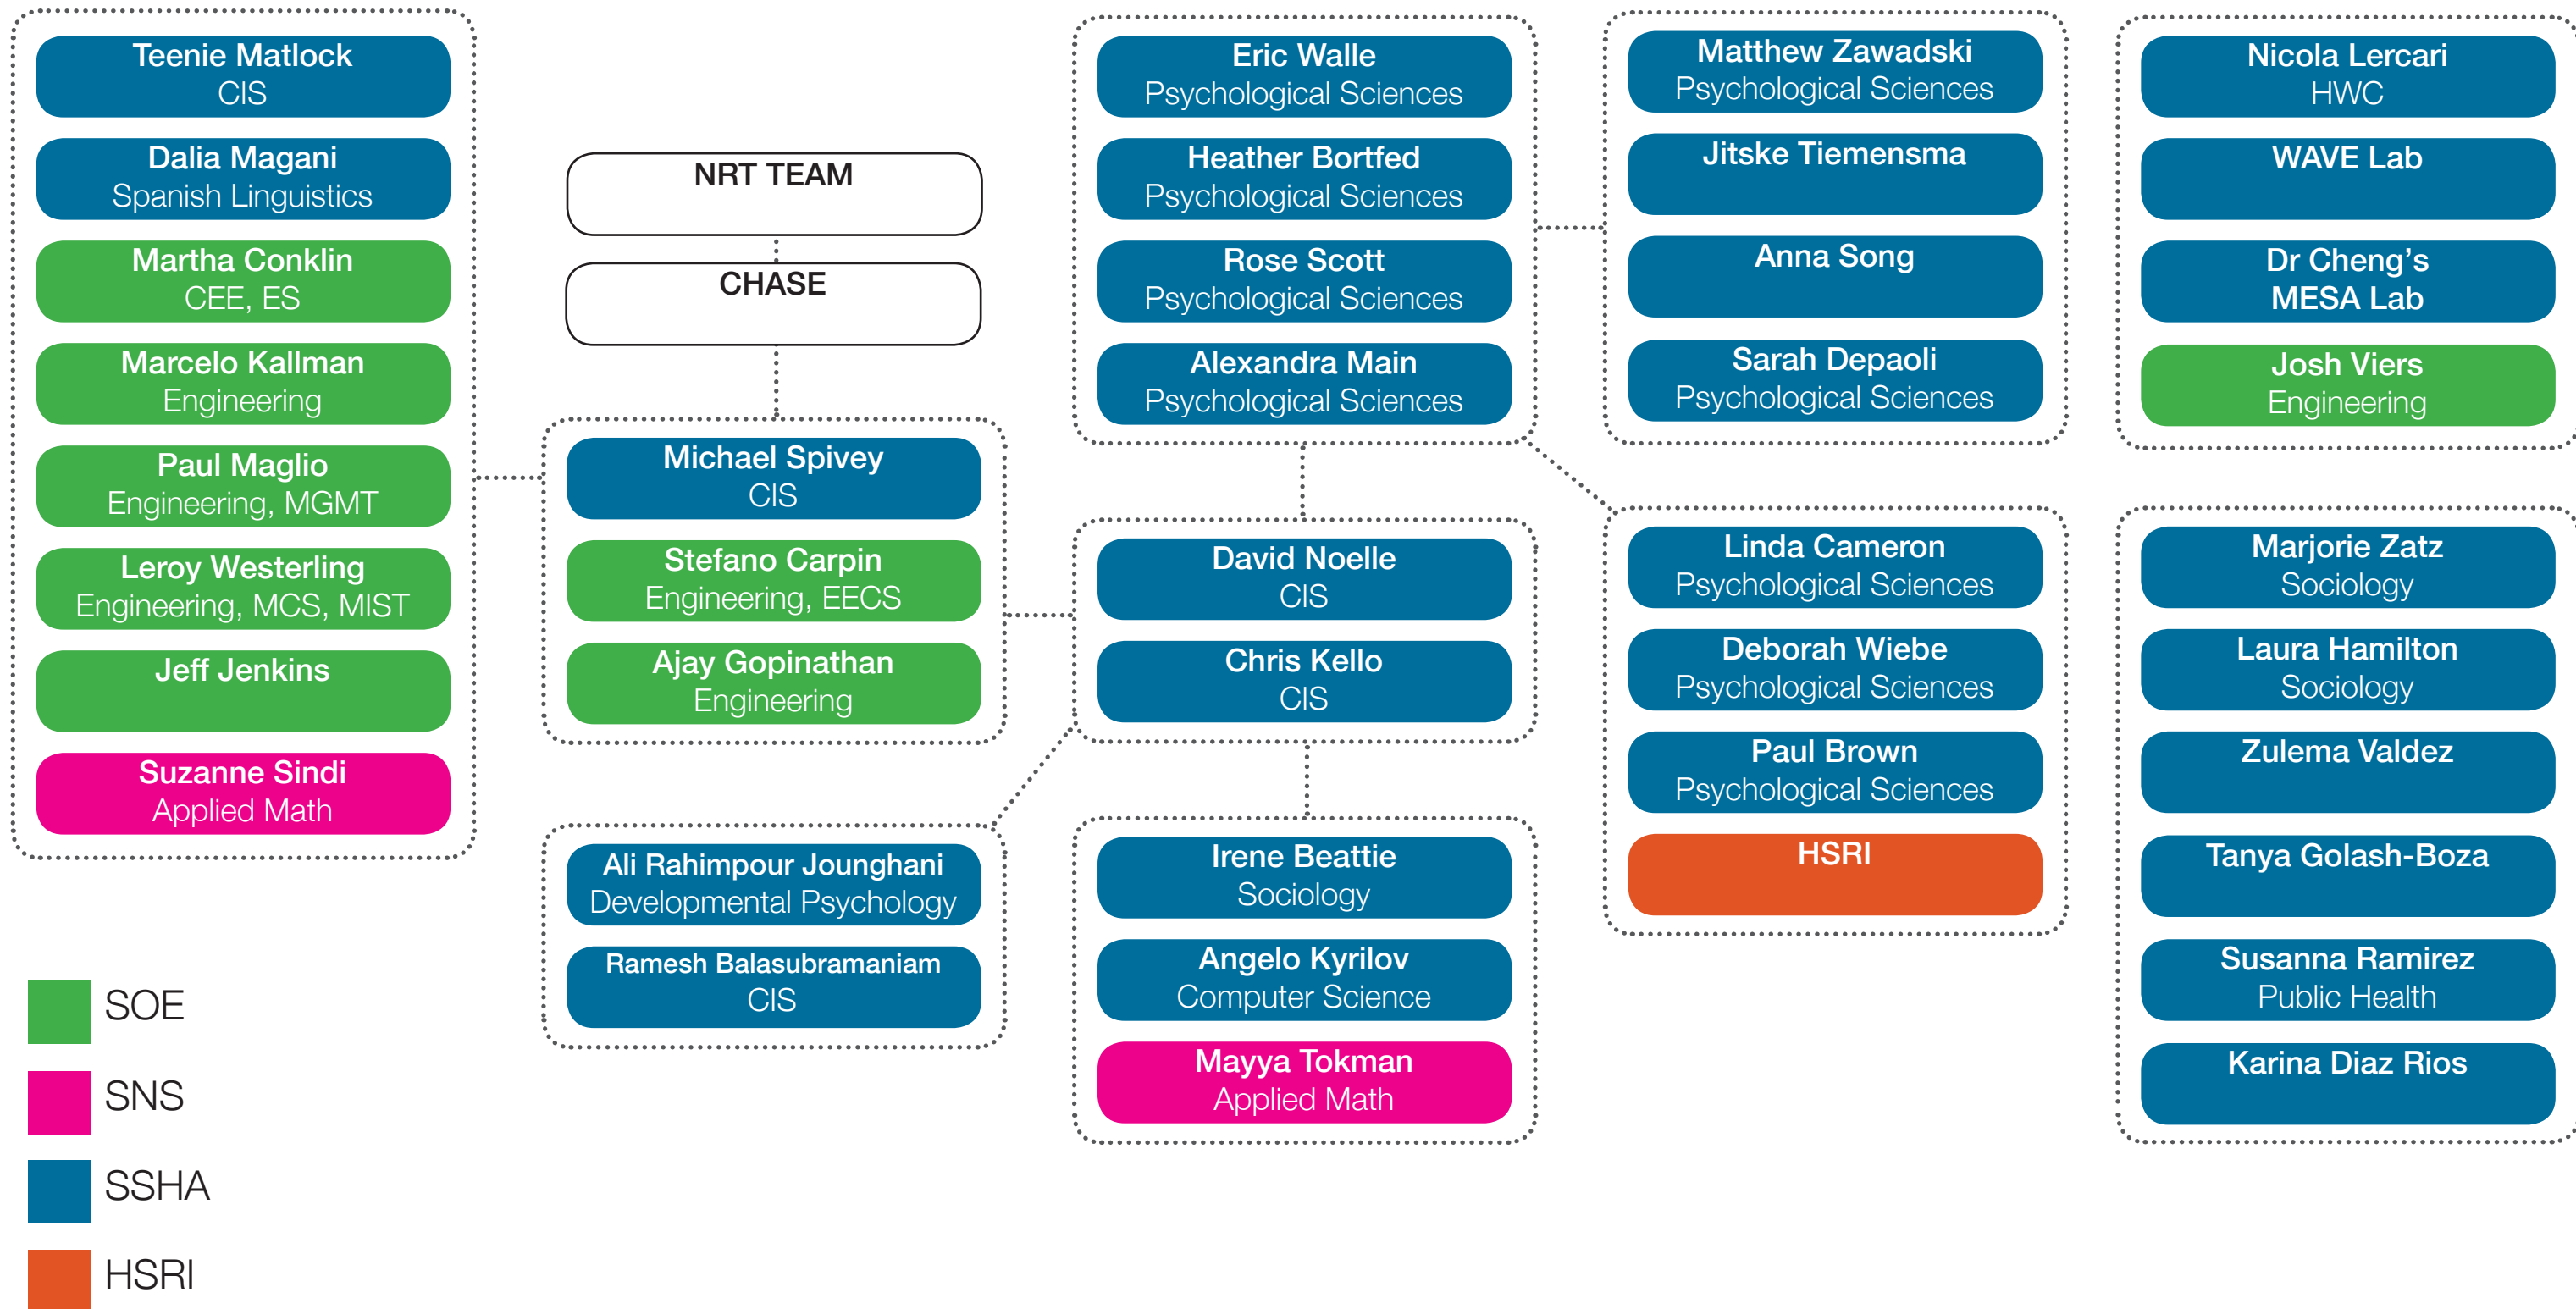 Teenie Matlock
CIS
Dalia Magani
Spanish Linguistics
Martha Conklin
CEE, ES
Marcelo Kallman
Engineering
Paul Maglio
Engineering, MGMT
Leroy Westerling
Engineering, MCS, MIST
Jeff Jenkins
Suzanne Sindi
Applied Math
NRT TEAM
CHASE
Michael Spivey
CIS
Stefano Carpin
Engineering, EECS
Ajay Gopinathan
Engineering
Ali Rahimpour Jounghani
Developmental Psychology
Ramesh Balasubramaniam
CIS
Eric Walle
Psychological Sciences
Heather Bortfed
Psychological Sciences
Rose Scott
Psychological Sciences
Alexandra Main
Psychological Sciences
David Noelle
CIS
Chris Kello
CIS
Irene Beattie
Sociology
Angelo Kyrilov
Computer Science
Mayya Tokman
Applied Math
Matthew Zawadski
Psychological Sciences
Jitske Tiemensma
Anna Song
Sarah Depaoli
Psychological Sciences
Linda Cameron
Psychological Sciences
Deborah Wiebe
Psychological Sciences
Paul Brown
Psychological Sciences
HSRI
Nicola Lercari
HWC
WAVE Lab
Dr Cheng’s
MESA Lab
Josh Viers
Engineering
Marjorie Zatz
Sociology
Laura Hamilton
Sociology
Zulema Valdez
Tanya Golash-Boza
Susanna Ramirez
Public Health
Karina Diaz Rios
SOE
SNS
SSHA
HSRI